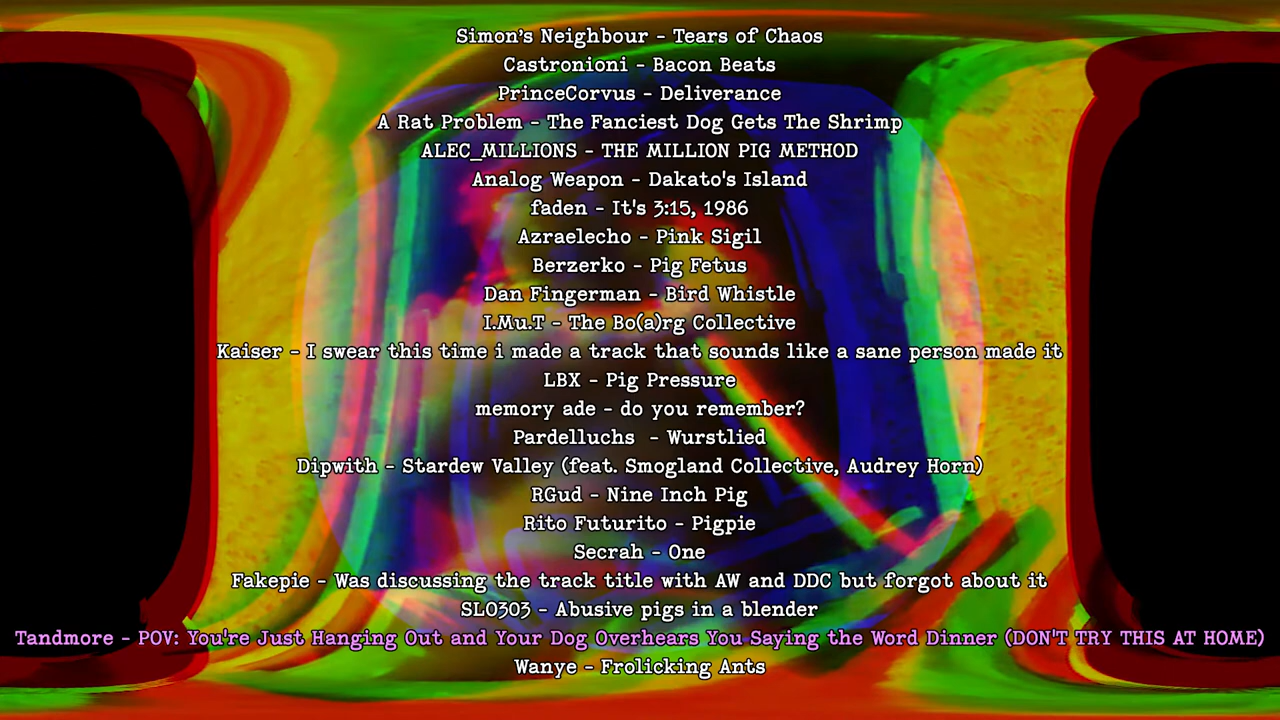 Simon's Neighbour - Tears of Chaos
Castronioni - Bacon Beats
PrinceCorvus - Deliverance
A Rat Problem - The Fanciest Dog Gets The Shrimp
ALEC_MILLIONS - THE MILLION PIG METHOD
Analog Weapon - Dakato's Island
faden - It's 3:15, 1986
Azraelecho - Pink Sigil
Berzerko - Pig Fetus
Dan Fingerman - Bird Whistle
I.Mu.T - The Bo(a)rg Collective
Kaiser - I swear this time i made a track that sounds like a sane person made it
LBX - Pig Pressure
memory ade - do you remember?
Pardelluchs - Wurstlied
Dipwith - Stardew Valley (feat. Smogland Collective, Audrey Horn)
RGud - Nine Inch Pig
Rito Futurito - Pigpie
Secrah - One
Fakepie - Was discussing the track title with AW and DDC but forgot about it
SL0303 - Abusive pigs in a blender
Tandmore - POV: You're Just Hanging Out and Your Dog Overhears You Saying the Word Dinner (DON'T TRY THIS AT HOME)
Wanye - Frolicking Ants